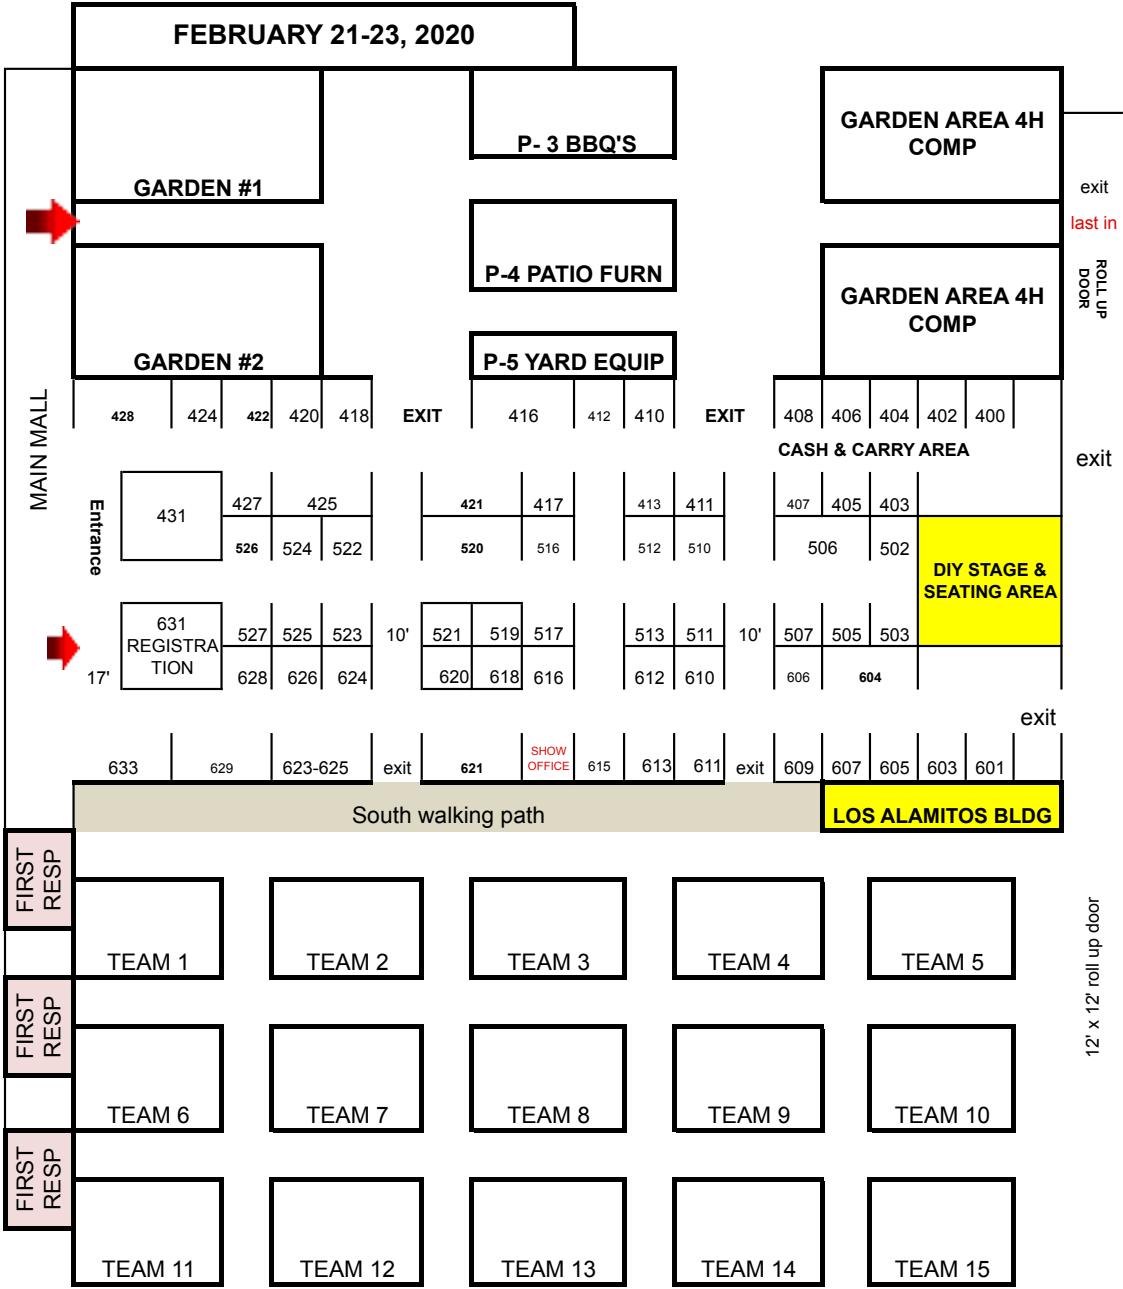 FEBRUARY 21-23, 2020
P- 3 BBQ'S
GARDEN AREA 4H
COMP
GARDEN #1
exit
last in
P-4 PATIO FURN
ROLL UP
DOOR
GARDEN AREA 4H
COMP
GARDEN #2
P-5 YARD EQUIP
MAIN MALL
428 424 422 420 418 EXIT 416 412 410 EXIT 408 406 404 402 400
CASH & CARRY AREA
exit
Entrance
431
427 425 421 417 413 411 407 405 403
526 524 522 520 516 512 510 506 502
DIY STAGE &
SEATING AREA
631
REGISTRA
TION
527 525 523 10' 521 519 517 513 511 10' 507 505 503
17'
628 626 624 620 618 616 612 610 606 604
exit
633 629 623-625 exit 621
SHOW
OFFICE
615 613 611 exit 609 607 605 603 601
South walking path
LOS ALAMITOS BLDG
FIRST
RESP
TEAM 1 TEAM 2 TEAM 3 TEAM 4 TEAM 5
12' x 12' roll up door
FIRST
RESP
TEAM 6 TEAM 7 TEAM 8 TEAM 9 TEAM 10
FIRST
RESP
TEAM 11 TEAM 12 TEAM 13 TEAM 14 TEAM 15